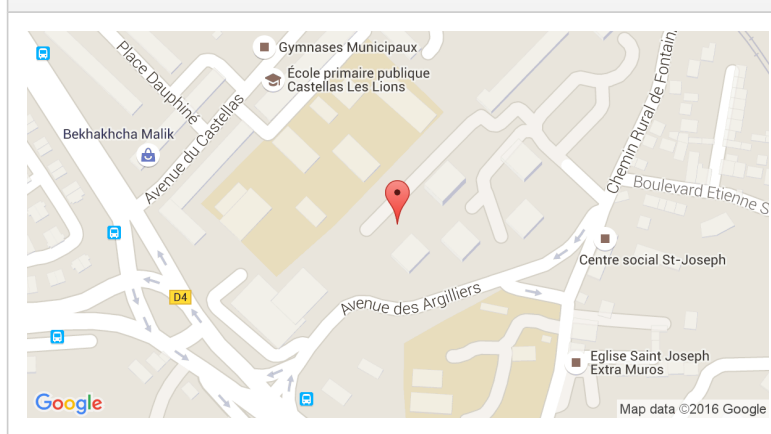 Gymnases Municipaux
École primaire publique
Castellas Les Lions
Place Dauphiné
Bekhakhcha Malik
Avenue du Castellas
Chemin Rural de Fontain
Boulevard Etienne S
Centre social St-Joseph
D4
Avenue des Argilliers
Eglise Saint Joseph
Extra Muros
Google
Map data ©2016 Google